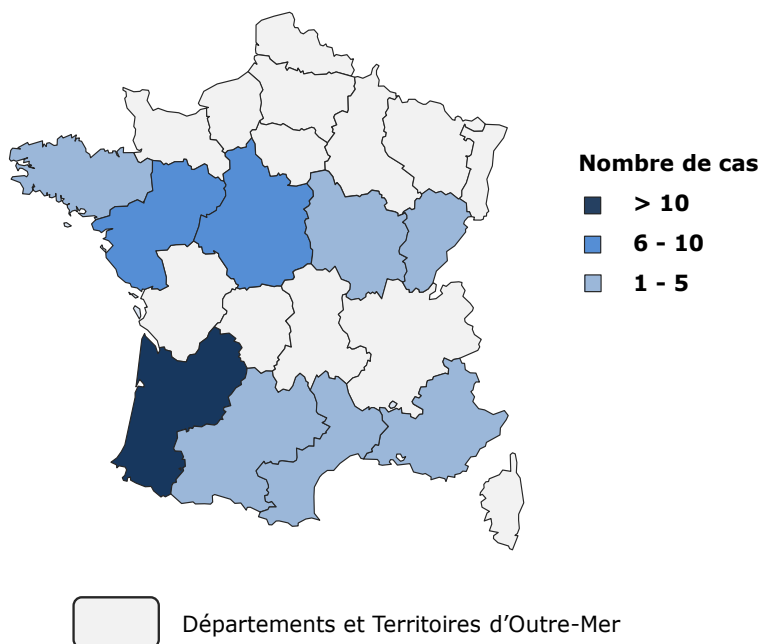 Nombre de cas
> 10
6 - 10
1 - 5
Départements et Territoires d’Outre-Mer